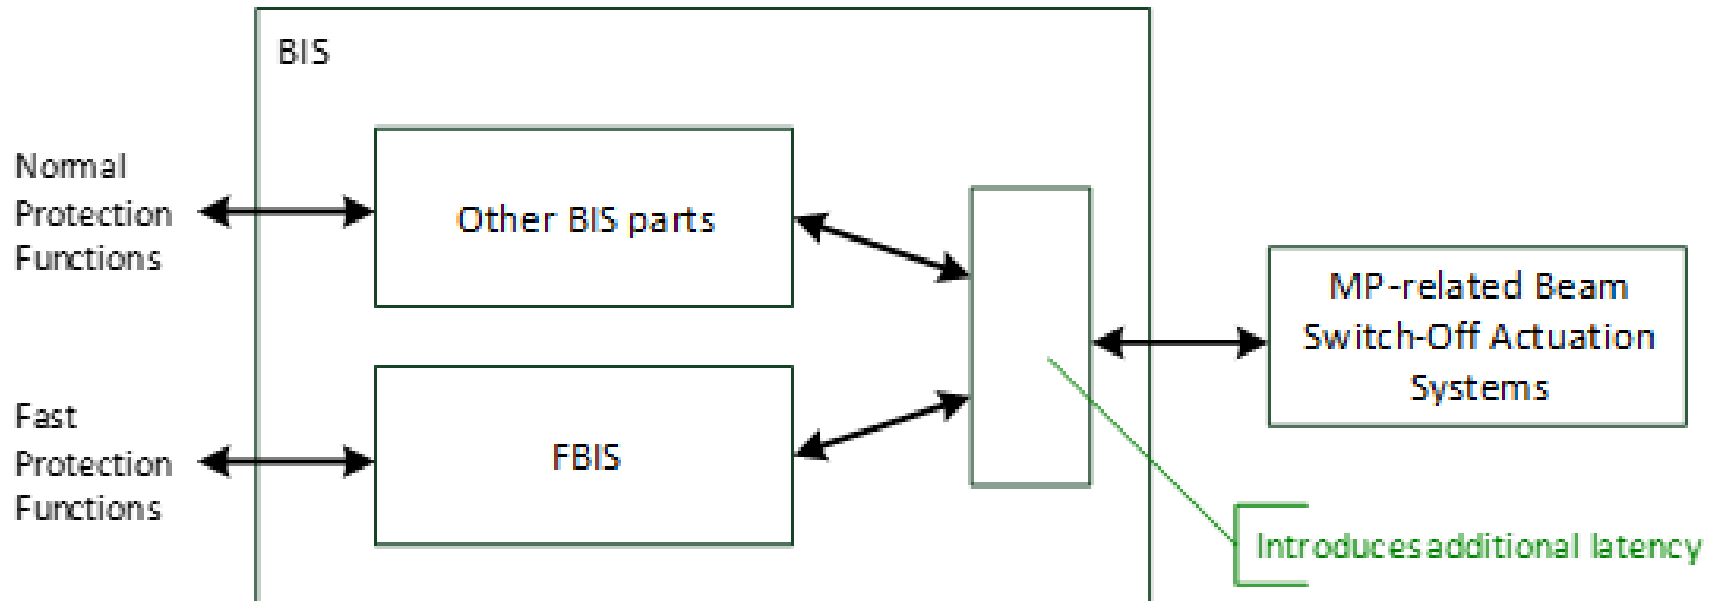 BIS
Normal
Protection
Functions
Other BIS parts
MP-related Beam
Switch-Off Actuation
Systems
Fast
Protection
Functions
FBIS
Introduces additional latency